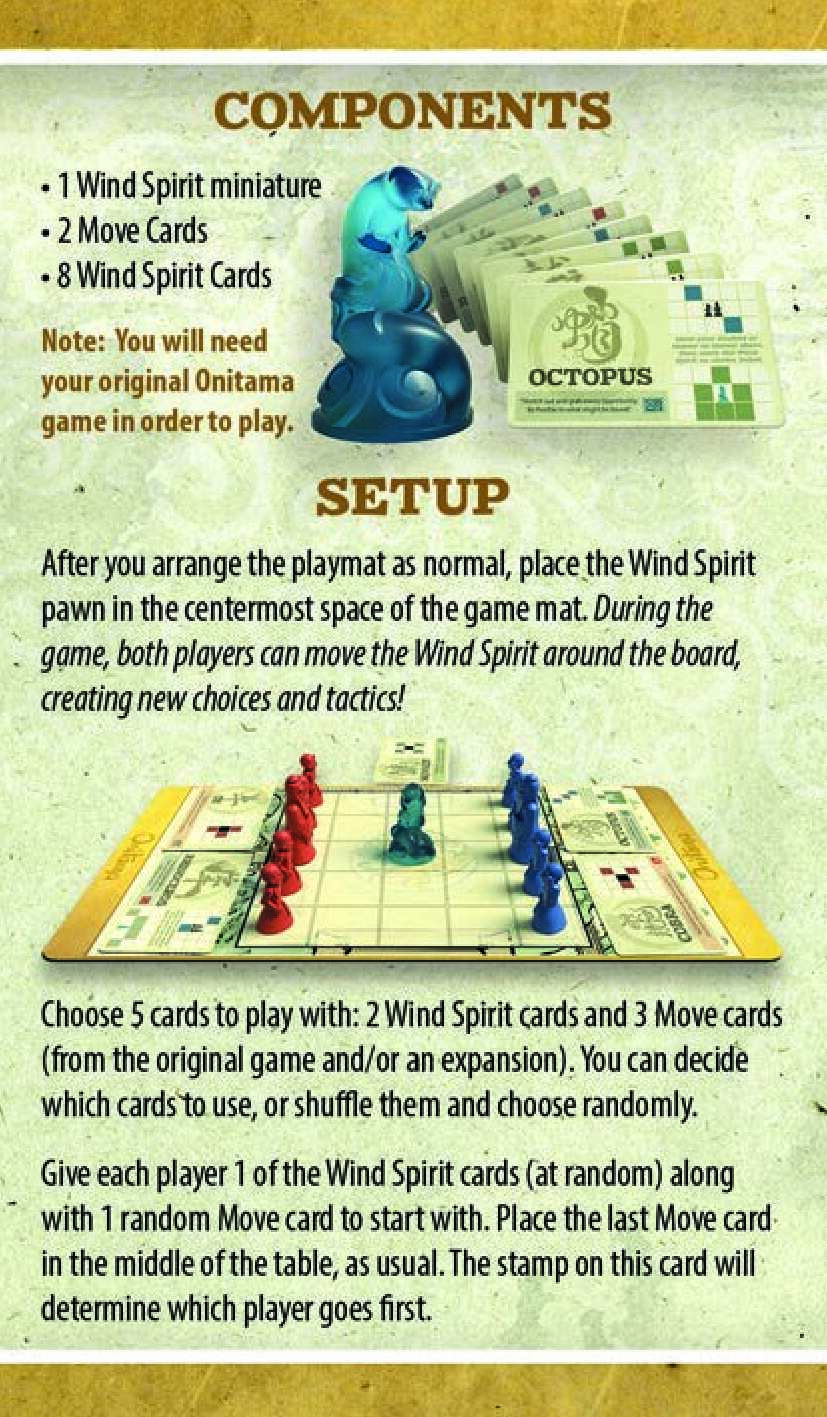 COMPONENTS
• 1 Wind Spirit miniature
• 2 Move Cards
• 8 Wind Spirit Cards
Note: You will need
your original Onitama
game in order to play.
OCTOPUS
SETUP
After you arrange the playmat as normal, place the Wind Spirit
pawn in the centermost space of the game mat. During the
game, both players can move the Wind Spirit around the board,
creating new choices and tactics!
Onitama
OCTOPUS
Onitama
COBRA
Choose 5 cards to play with: 2 Wind Spirit cards and 3 Move cards
(from the original game and/or an expansion). You can decide
which cards to use, or shuffle them and choose randomly.
Give each player 1 of the Wind Spirit cards (at random) along
with 1 random Move card to start with. Place the last Move card
in the middle of the table, as usual. The stamp on this card will
determine which player goes first.